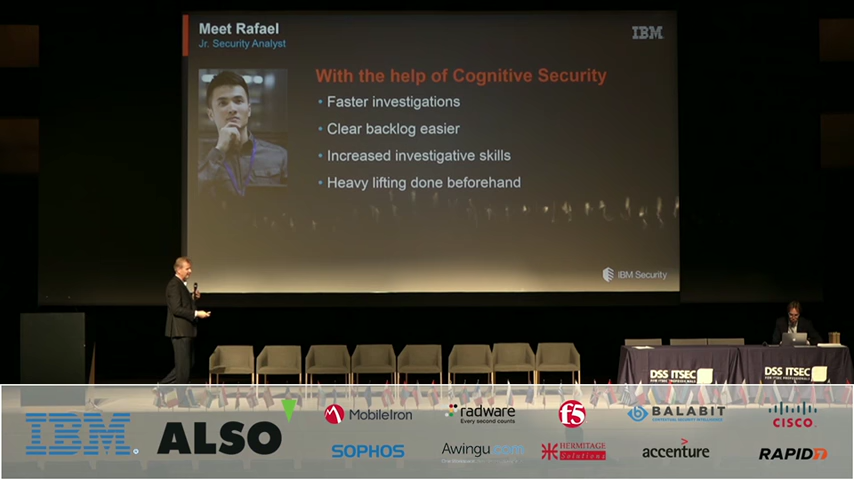 Meet Rafael
Jr. Security Analyst
IBM
With the help of Cognitive Security
• Faster investigations
• Clear backlog easier
• Increased investigative skills
• Heavy lifting done beforehand
IBM Security
DSS ITSEC
DSS ITSEC
IBM
ALSO
MobileIron
radware
Every second counts
f5
BALABIT
CISCO
SOPHOS
Awingu.com
HERMITAGE
Solutions
accenture
RAPID7